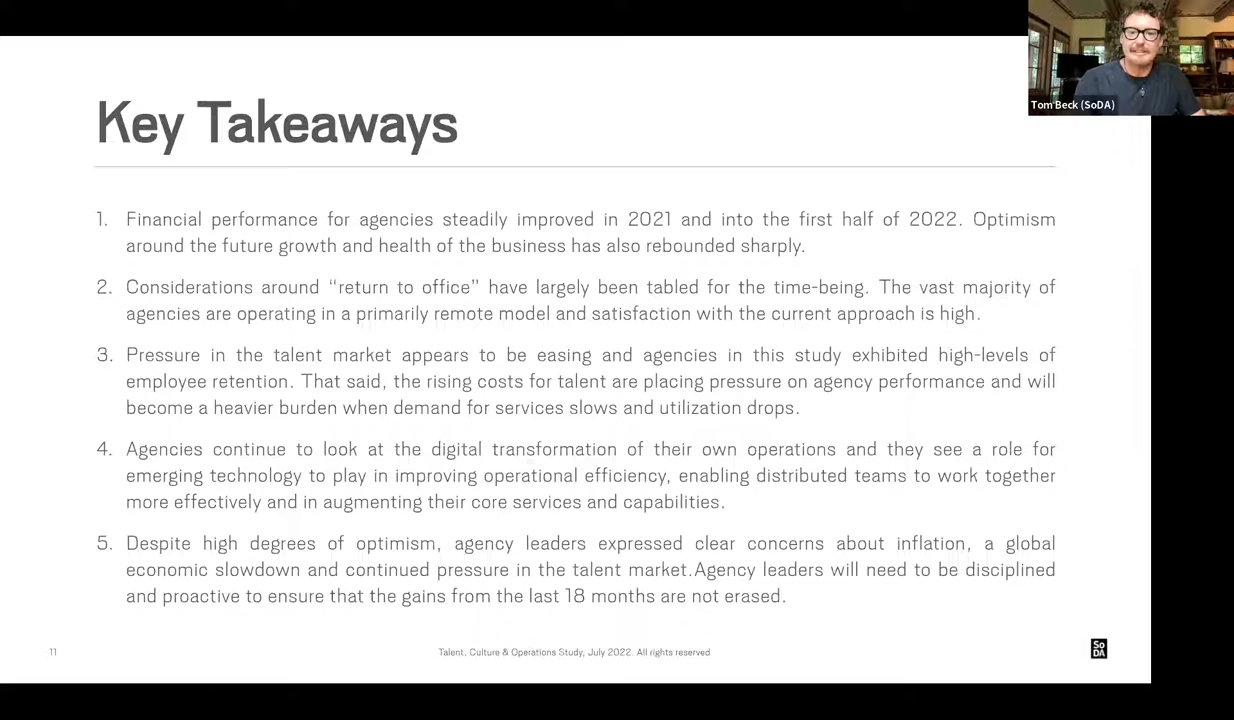 Tom Beck (SoDA)
Key Takeaways
1. Financial performance for agencies steadily improved in 2021 and into the first half of 2022. Optimism
around the future growth and health of the business has also rebounded sharply.
2. Considerations around “return to office” have largely been tabled for the time-being. The vast majority of
agencies are operating in a primarily remote model and satisfaction with the current approach is high.
3. Pressure in the talent market appears to be easing and agencies in this study exhibited high-levels of
employee retention. That said, the rising costs for talent are placing pressure on agency performance and will
become a heavier burden when demand for services slows and utilization drops.
4. Agencies continue to look at the digital transformation of their own operations and they see a role for
emerging technology to play in improving operational efficiency, enabling distributed teams to work together
more effectively and in augmenting their core services and capabilities.
5. Despite high degrees of optimism, agency leaders expressed clear concerns about inflation, a global
economic slowdown and continued pressure in the talent market.Agency leaders will need to be disciplined
and proactive to ensure that the gains from the last 18 months are not erased.
11
Talent, Culture & Operations Study, July 2022. All rights reserved
So
DA